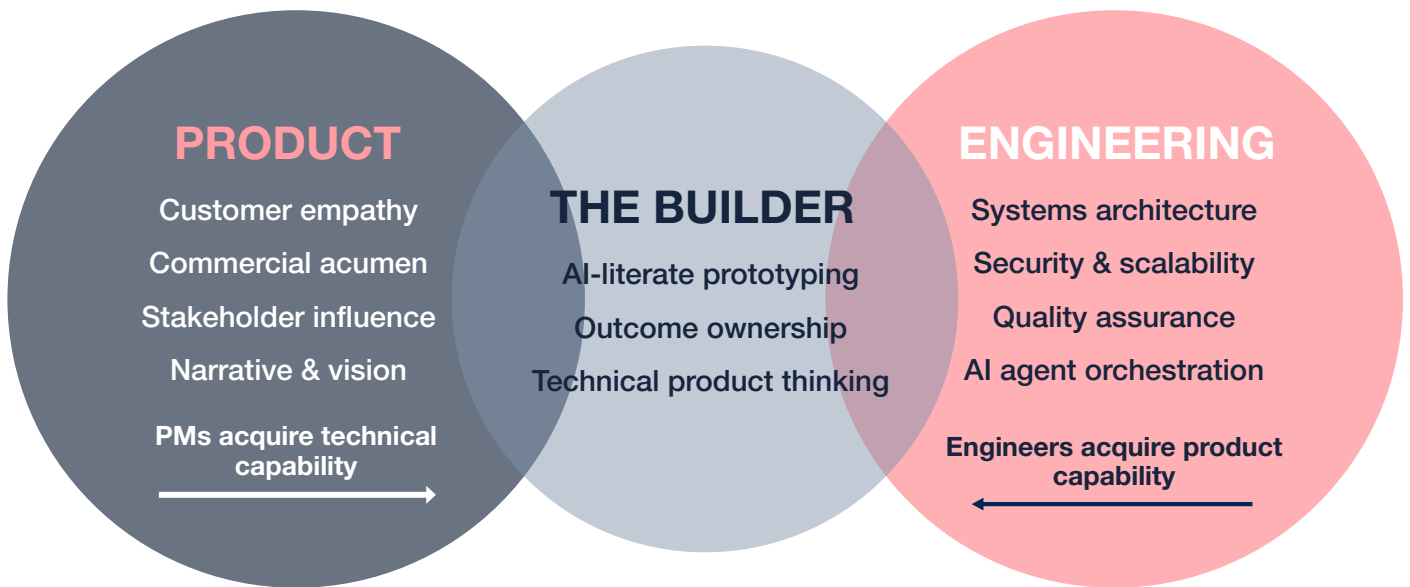 PRODUCT
Customer empathy
Commercial acumen
Stakeholder influence
Narrative & vision
PMs acquire technical
capability
THE BUILDER
AI-literate prototyping
Outcome ownership
Technical product thinking
ENGINEERING
Systems architecture
Security & scalability
Quality assurance
AI agent orchestration
Engineers acquire product
capability